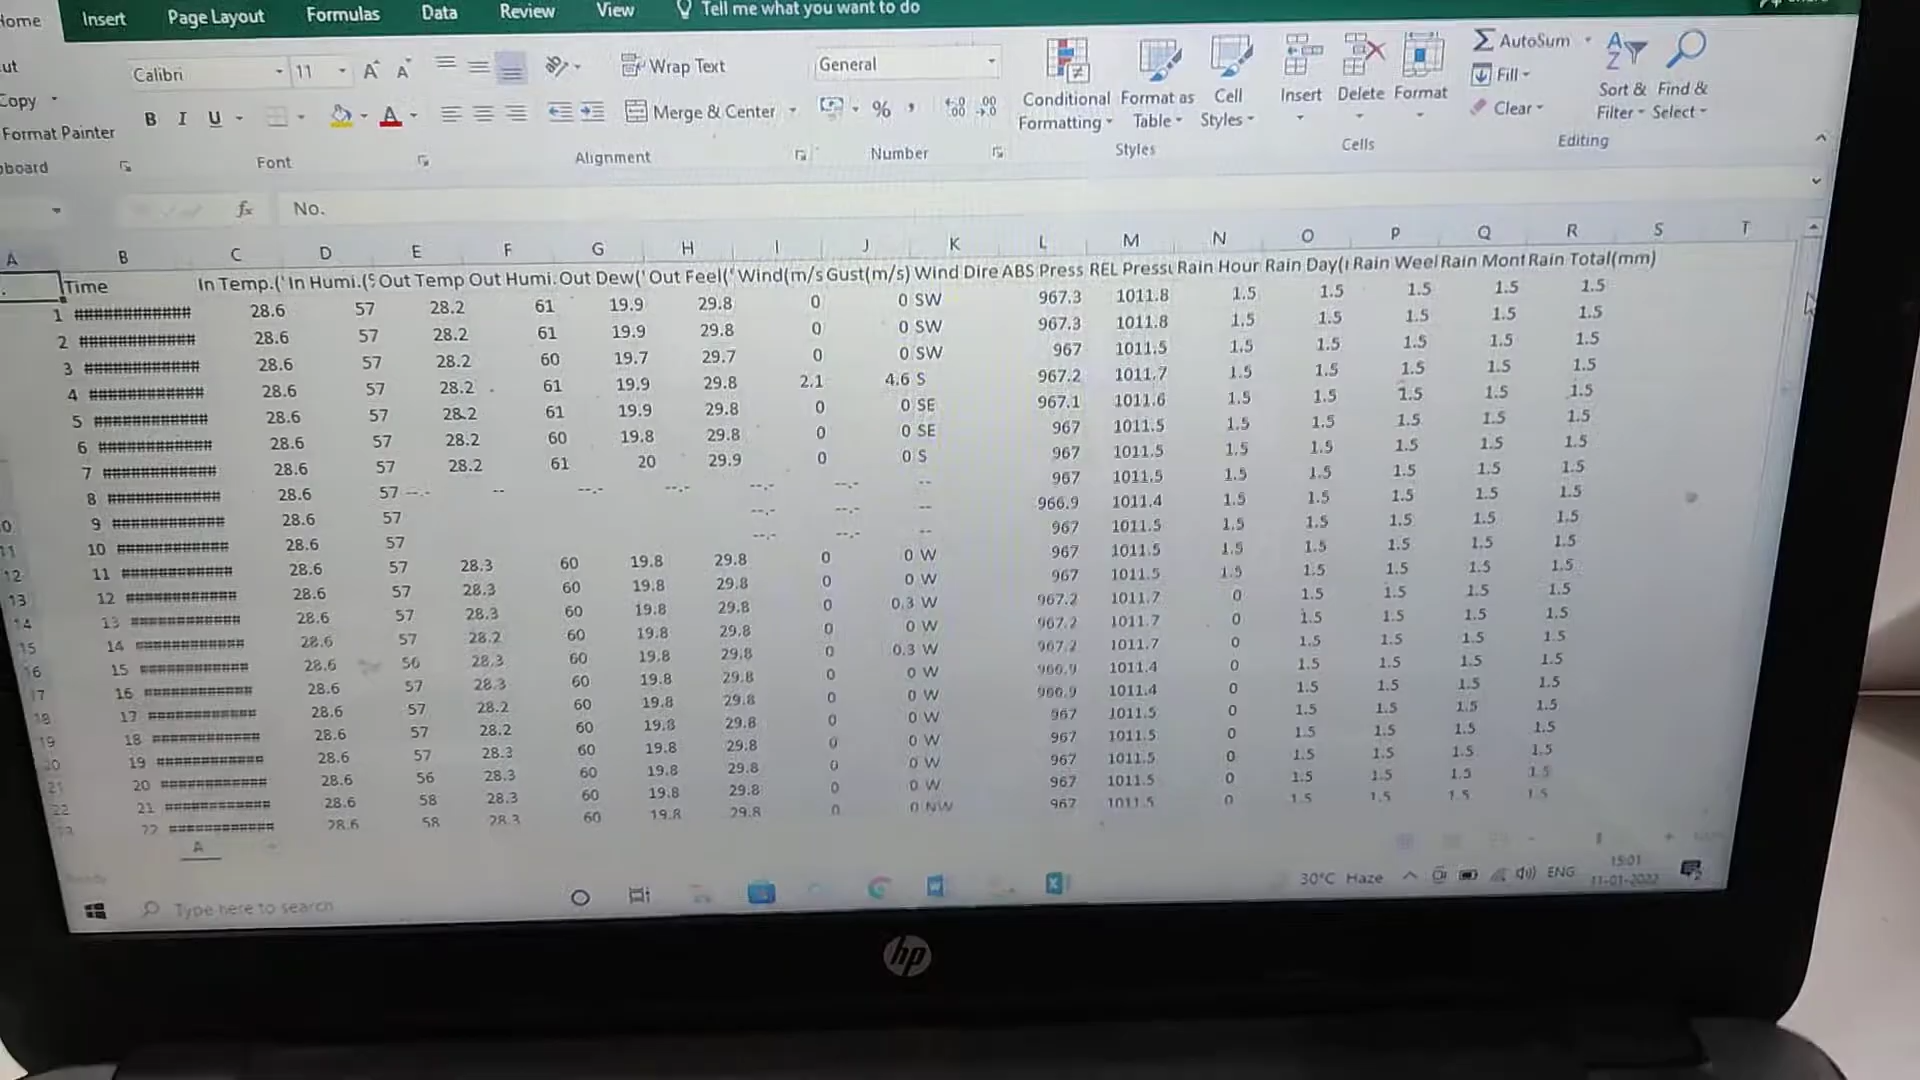 Home Insert Page Layout Formulas Data Review View Tell me what you want to do
Calibri 11 Wrap Text General AutoSum
Copy Fill
Format Painter B I U Merge & Center % Conditional Formatting Format as Table Cell Styles Insert Delete Format Clear Sort & Filter Find & Select
Font Alignment Number Styles Cells Editing
fx No.
A B C D E F G H I J K L M N O P Q R S T
Time In Temp.(' In Humi.( Out Temp Out Humi. Out Dew(' Out Feel(' Wind(m/s Gust(m/s) Wind Dire ABS Press REL Pressu Rain Hour Rain Day( Rain Weel Rain Mont Rain Total(mm)
1 ############ 28.6 57 28.2 61 19.9 29.8 0 0 SW 967.3 1011.8 1.5 1.5 1.5 1.5 1.5
2 ############ 28.6 57 28.2 61 19.9 29.8 0 0 SW 967.3 1011.8 1.5 1.5 1.5 1.5 1.5
3 ############ 28.6 57 28.2 60 19.7 29.7 0 0 SW 967 1011.5 1.5 1.5 1.5 1.5 1.5
4 ############ 28.6 57 28.2 61 19.9 29.8 2.1 4.6 S 967.2 1011.7 1.5 1.5 1.5 1.5 1.5
5 ############ 28.6 57 28.2 61 19.9 29.8 0 0 SE 967.1 1011.6 1.5 1.5 1.5 1.5 1.5
6 ############ 28.6 57 28.2 60 19.8 29.8 0 0 SE 967 1011.5 1.5 1.5 1.5 1.5 1.5
7 ############ 28.6 57 28.2 61 20 29.9 0 0 S 967 1011.5 1.5 1.5 1.5 1.5 1.5
8 ############ 28.6 57 --.- -- --.- --.- --.- --.- -- 967 1011.5 1.5 1.5 1.5 1.5 1.5
9 ############ 28.6 57 --.- --.- -- 966.9 1011.4 1.5 1.5 1.5 1.5 1.5
10 ############ 28.6 57 --.- --.- -- 967 1011.5 1.5 1.5 1.5 1.5 1.5
11 ############ 28.6 57 28.3 60 19.8 29.8 0 0 W 967 1011.5 1.5 1.5 1.5 1.5 1.5
12 ############ 28.6 57 28.3 60 19.8 29.8 0 0 W 967 1011.5 1.5 1.5 1.5 1.5 1.5
13 ############ 28.6 57 28.3 60 19.8 29.8 0 0.3 W 967.2 1011.7 0 1.5 1.5 1.5 1.5
14 ############ 28.6 57 28.2 60 19.8 29.8 0 0 W 967.2 1011.7 0 1.5 1.5 1.5 1.5
15 ############ 28.6 56 28.3 60 19.8 29.8 0 0.3 W 967.2 1011.7 0 1.5 1.5 1.5 1.5
16 ############ 28.6 57 28.3 60 19.8 29.8 0 0 W 966.9 1011.4 0 1.5 1.5 1.5 1.5
17 ############ 28.6 57 28.2 60 19.8 29.8 0 0 W 966.9 1011.4 0 1.5 1.5 1.5 1.5
18 ############ 28.6 57 28.2 60 19.8 29.8 0 0 W 967 1011.5 0 1.5 1.5 1.5 1.5
19 ############ 28.6 57 28.3 60 19.8 29.8 0 0 W 967 1011.5 0 1.5 1.5 1.5 1.5
20 ############ 28.6 56 28.3 60 19.8 29.8 0 0 W 967 1011.5 0 1.5 1.5 1.5 1.5
21 ############ 28.6 58 28.3 60 19.8 29.8 0 0 W 967 1011.5 0 1.5 1.5 1.5 1.5
22 ############ 28.6 58 28.3 60 19.8 29.8 0 0 NW 967 1011.5 0 1.5 1.5 1.5 1.5
A
Type here to search 30°C Haze ENG 15:01
11-01-2022
hp